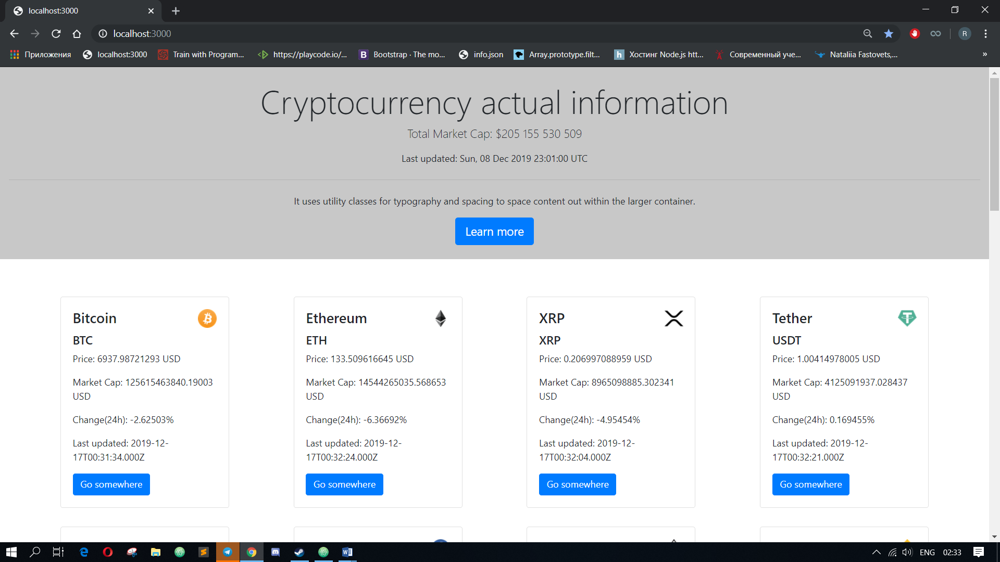 localhost:3000
localhost:3000
R
Приложения localhost:3000 Train with Program... https://playcode.io/... B Bootstrap · The mo... info.json Array.prototype.filt... h Хостинг Node.js htt... Современный уче... Nataliia Fastovets,... »
Cryptocurrency actual information
Total Market Cap: $205 155 530 509
Last updated: Sun, 08 Dec 2019 23:01:00 UTC
It uses utility classes for typography and spacing to space content out within the larger container.
Learn more
Bitcoin
BTC
Price: 6937.98721293 USD
Market Cap: 125615463840.19003
USD
Change(24h): -2.62503%
Last updated: 2019-12-
17T00:31:34.000Z
Go somewhere
Ethereum
ETH
Price: 133.509616645 USD
Market Cap: 14544265035.568653
USD
Change(24h): -6.36692%
Last updated: 2019-12-
17T00:32:24.000Z
Go somewhere
XRP
XRP
Price: 0.206997088959 USD
Market Cap: 8965098885.302341
USD
Change(24h): -4.95454%
Last updated: 2019-12-
17T00:32:04.000Z
Go somewhere
Tether
USDT
Price: 1.00414978005 USD
Market Cap: 4125091937.028437
USD
Change(24h): 0.169455%
Last updated: 2019-12-
17T00:32:21.000Z
Go somewhere
ENG 02:33